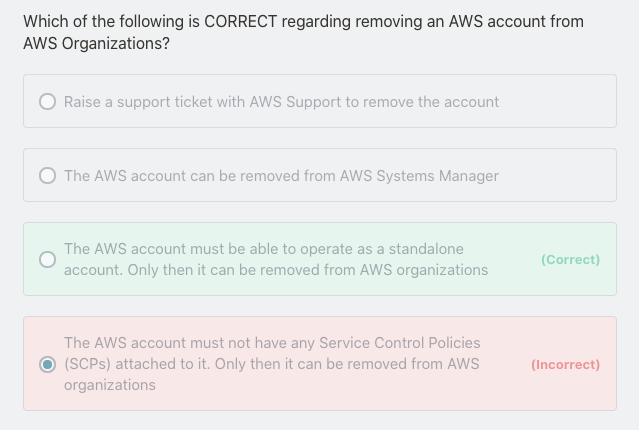 Which of the following is CORRECT regarding removing an AWS account from
AWS Organizations?
Raise a support ticket with AWS Support to remove the account
The AWS account can be removed from AWS Systems Manager
The AWS account must be able to operate as a standalone
account. Only then it can be removed from AWS organizations
(Correct)
The AWS account must not have any Service Control Policies
(SCPs) attached to it. Only then it can be removed from AWS
organizations
(Incorrect)